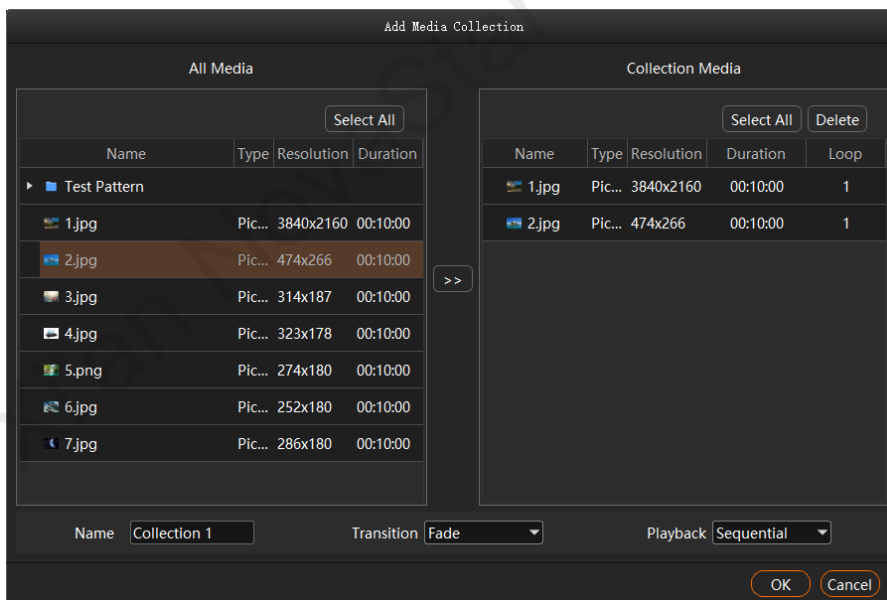 Add Media Collection
All Media
Collection Media
Select All
Select All Delete
Name Type Resolution Duration
Name Type Resolution Duration Loop
Test Pattern
1.jpg Pic... 3840x2160 00:10:00
2.jpg Pic... 474x266 00:10:00
3.jpg Pic... 314x187 00:10:00
4.jpg Pic... 323x178 00:10:00
5.png Pic... 274x180 00:10:00
6.jpg Pic... 252x180 00:10:00
7.jpg Pic... 286x180 00:10:00
>>
1.jpg Pic... 3840x2160 00:10:00 1
2.jpg Pic... 474x266 00:10:00 1
Name Collection 1 Transition Fade Playback Sequential
OK Cancel
Xi'an NovaStar